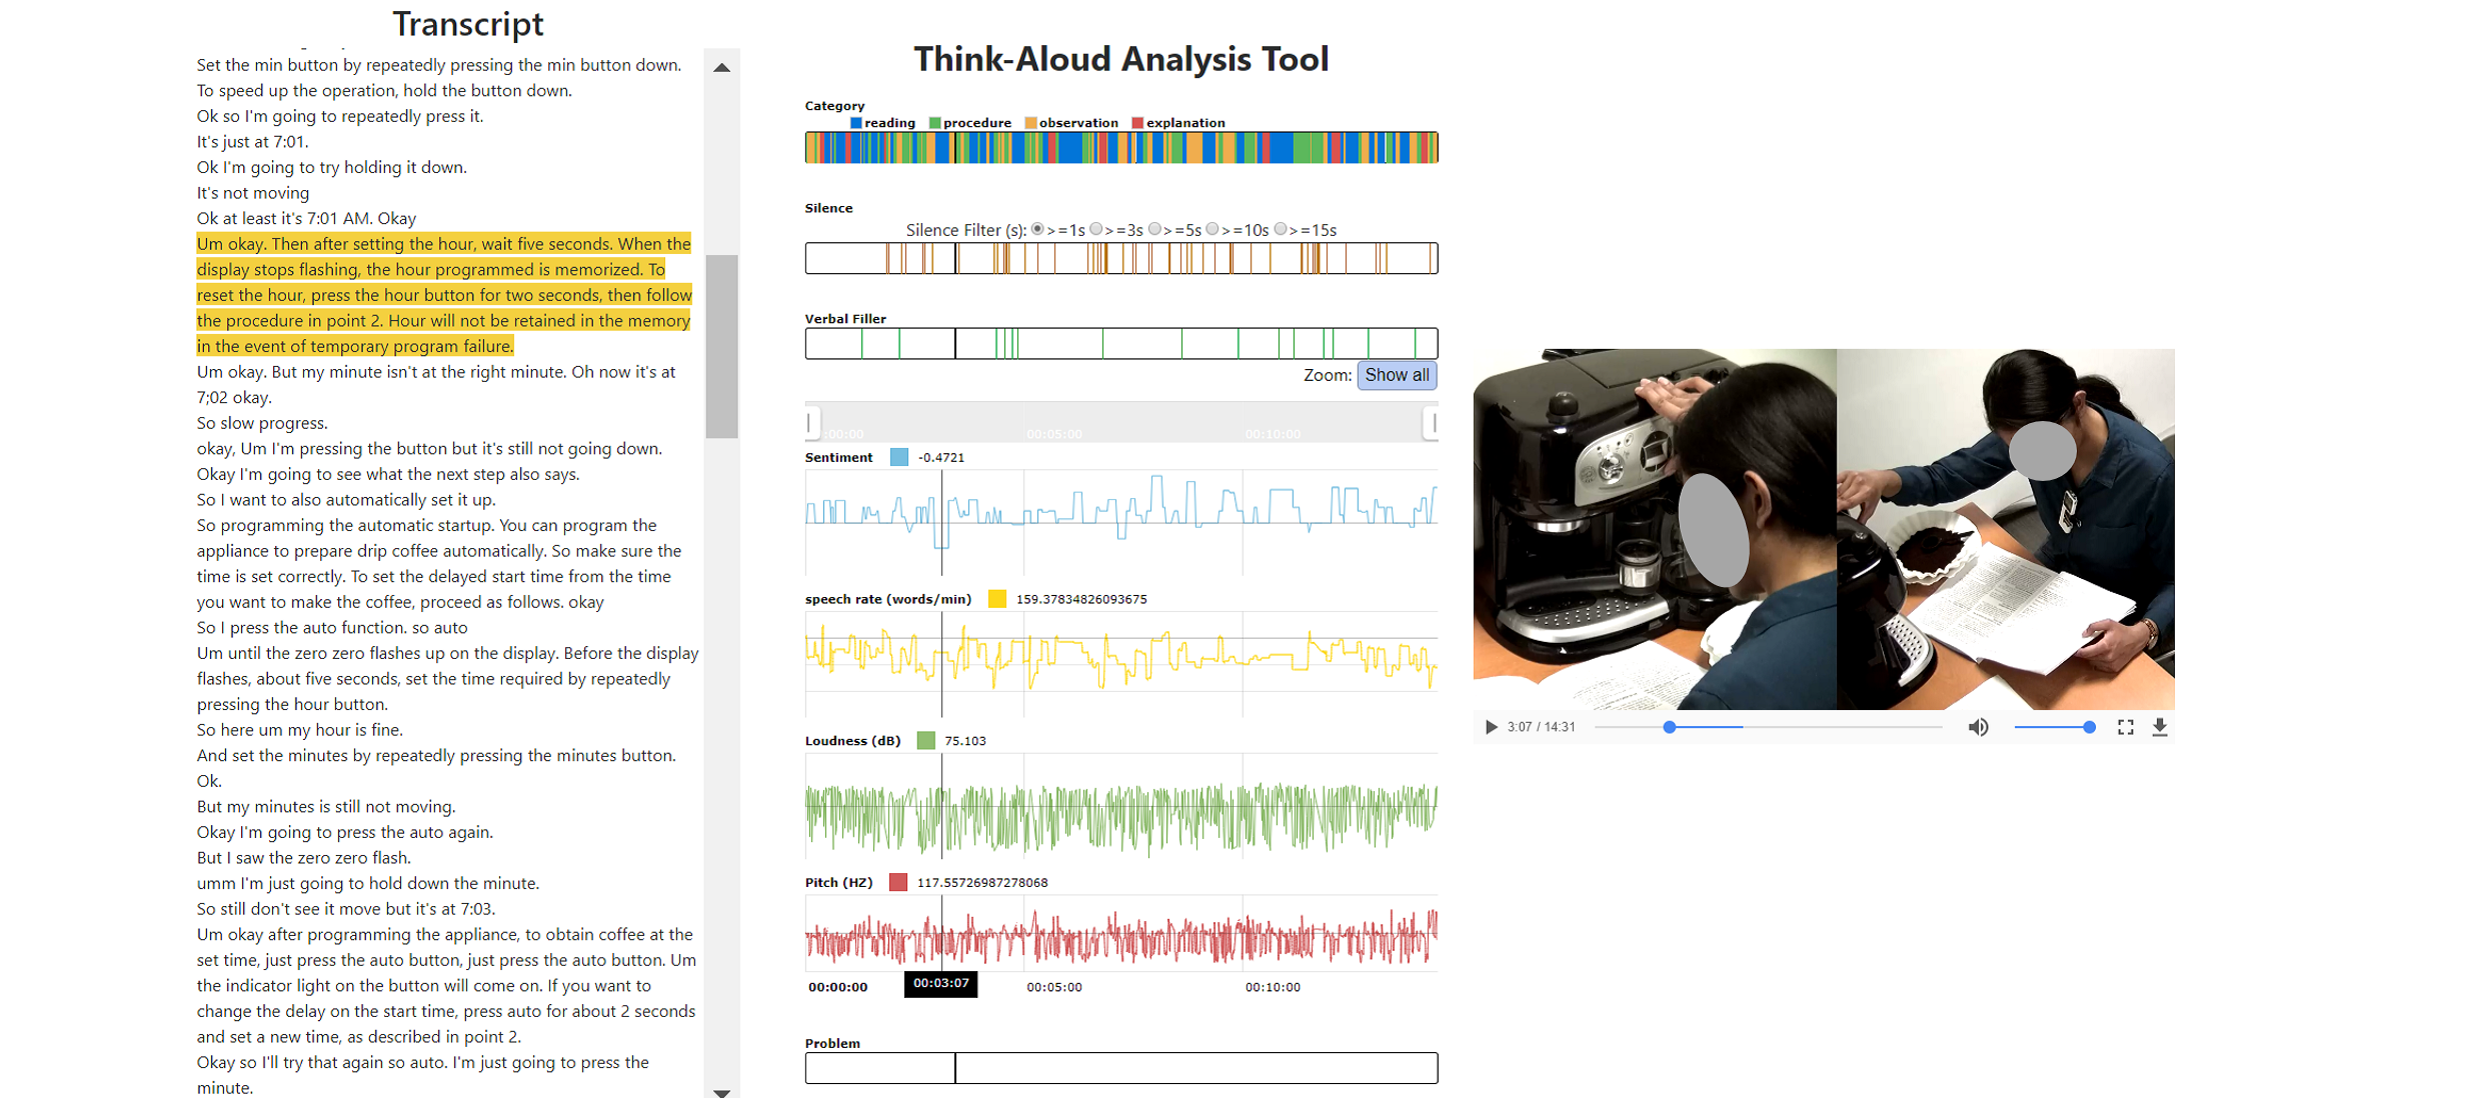 Transcript
Set the min button by repeatedly pressing the min button down.
To speed up the operation, hold the button down.
Ok so I'm going to repeatedly press it.
It's just at 7:01.
Ok I'm going to try holding it down.
It's not moving
Ok at least it's 7:01 AM. Okay
Um okay. Then after setting the hour, wait five seconds. When the
display stops flashing, the hour programmed is memorized. To
reset the hour, press the hour button for two seconds, then follow
the procedure in point 2. Hour will not be retained in the memory
in the event of temporary program failure.
Um okay. But my minute isn't at the right minute. Oh now it's at
7;02 okay.
So slow progress.
okay, Um I'm pressing the button but it's still not going down.
Okay I'm going to see what the next step also says.
So I want to also automatically set it up.
So programming the automatic startup. You can program the
appliance to prepare drip coffee automatically. So make sure the
time is set correctly. To set the delayed start time from the time
you want to make the coffee, proceed as follows. okay
So I press the auto function. so auto
Um until the zero zero flashes up on the display. Before the display
flashes, about five seconds, set the time required by repeatedly
pressing the hour button.
So here um my hour is fine.
And set the minutes by repeatedly pressing the minutes button.
Ok.
But my minutes is still not moving.
Okay I'm going to press the auto again.
But I saw the zero zero flash.
umm I'm just going to hold down the minute.
So still don't see it move but it's at 7:03.
Um okay after programming the appliance, to obtain coffee at the
set time, just press the auto button, just press the auto button. Um
the indicator light on the button will come on. If you want to
change the delay on the start time, press auto for about 2 seconds
and set a new time, as described in point 2.
Okay so I'll try that again so auto. I'm just going to press the
minute.
Think-Aloud Analysis Tool
Category
reading procedure observation explanation
Silence
Silence Filter (s): >=1s >=3s >=5s >=10s >=15s
Verbal Filler
Zoom: Show all
:00:00 00:05:00 00:10:00
Sentiment -0.4721
speech rate (words/min) 159.37834826093675
Loudness (dB) 75.103
Pitch (HZ) 117.55726987278068
00:00:00 00:03:07 00:05:00 00:10:00
Problem
3:07 / 14:31